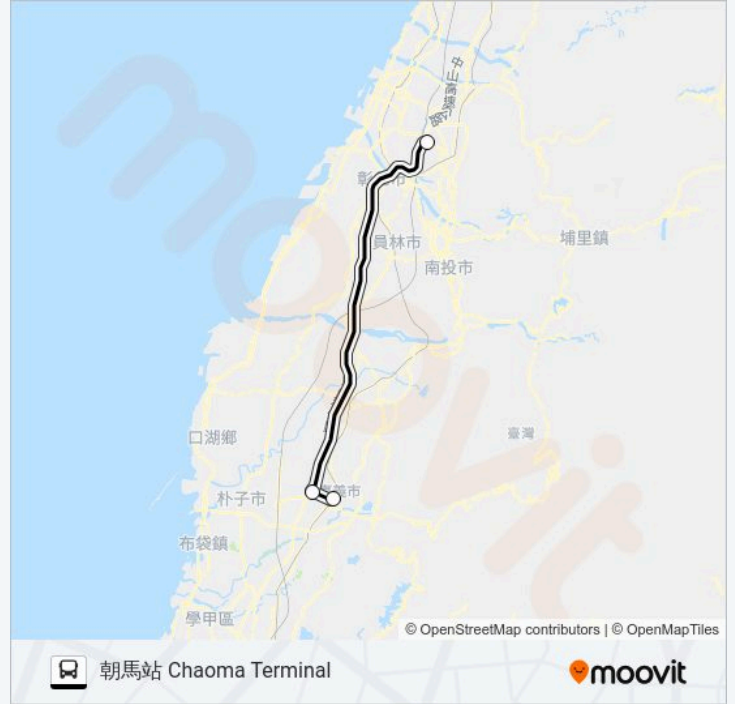 中山高速公路
彰化市
員林市
南投市
埔里鎮
臺灣
口湖鄉
嘉義市
朴子市
布袋鎮
學甲區
moovit
© OpenStreetMap contributors | © OpenMapTiles
朝馬站 Chaoma Terminal
moovit